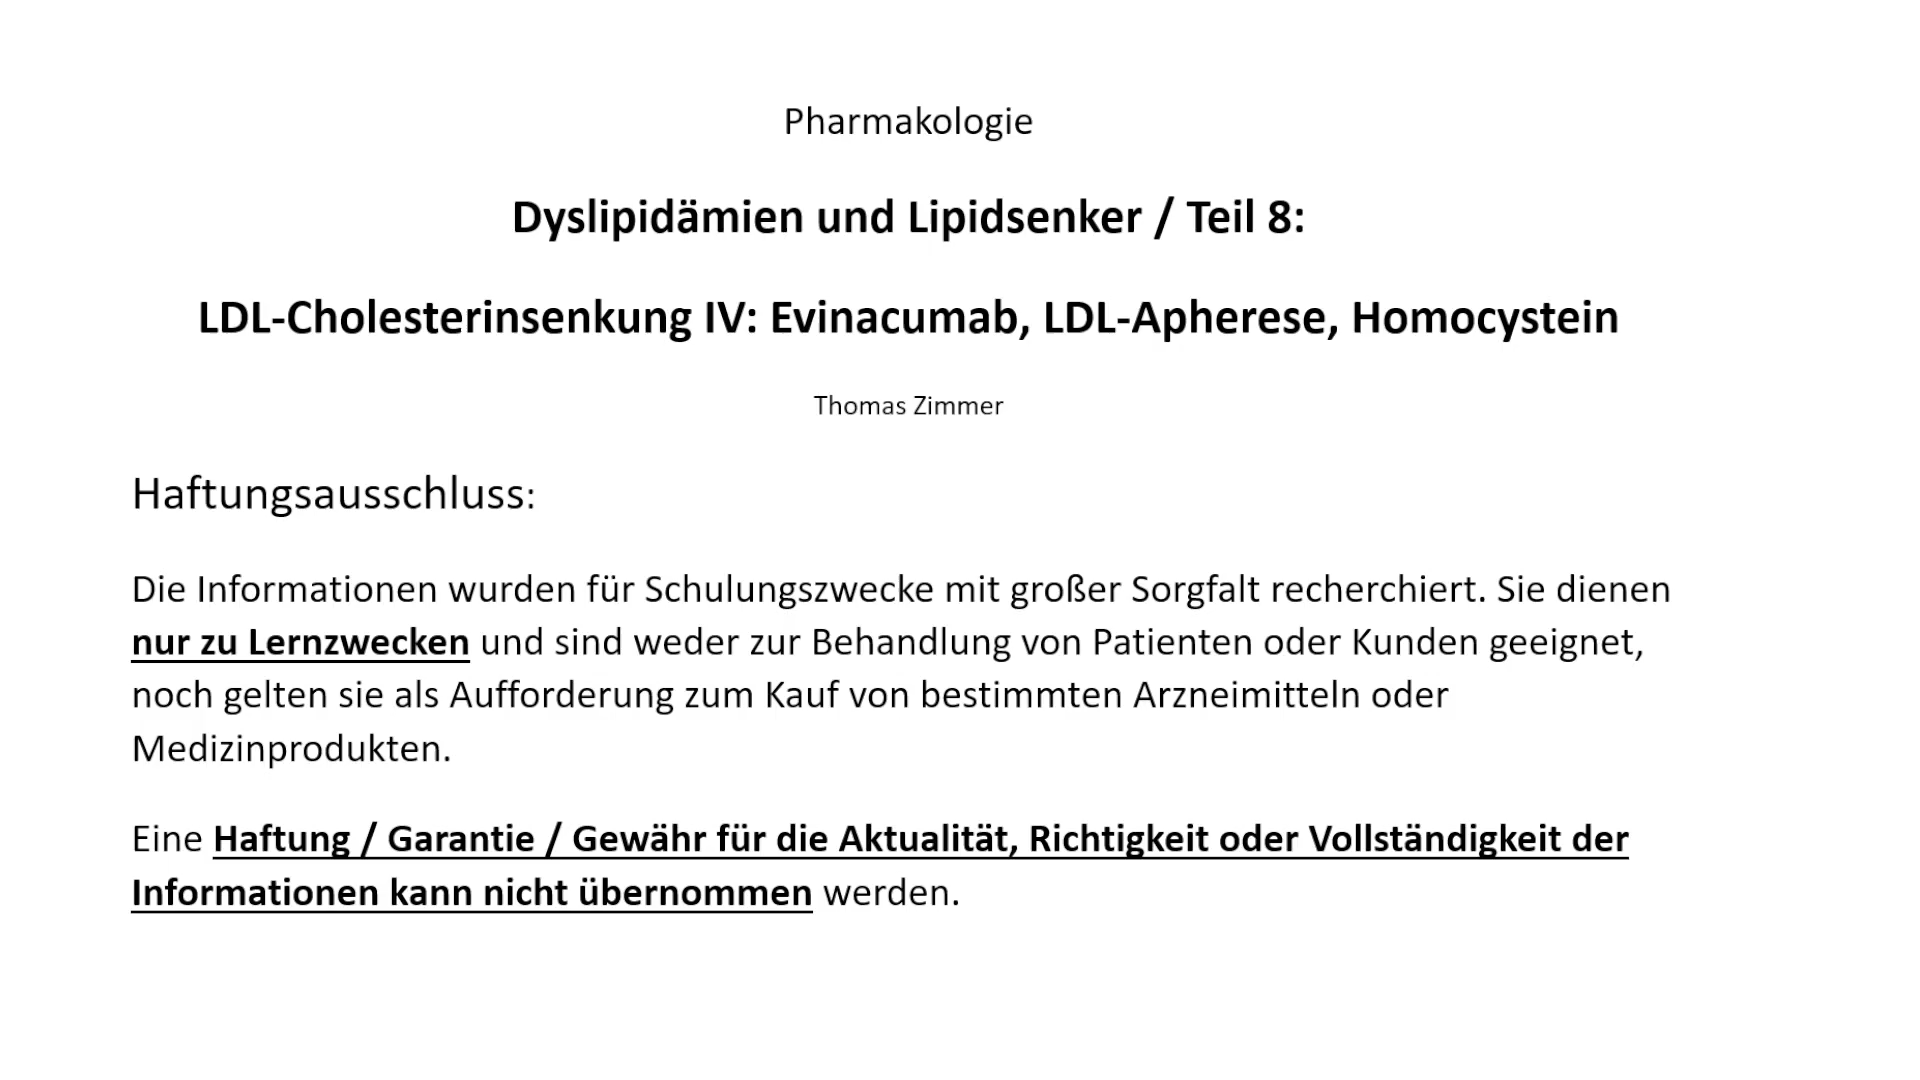 Pharmakologie
Dyslipidämien und Lipidsenker / Teil 8:
LDL-Cholesterinsenkung IV: Evinacumab, LDL-Apherese, Homocystein
Thomas Zimmer
Haftungsausschluss:
Die Informationen wurden für Schulungszwecke mit großer Sorgfalt recherchiert. Sie dienen
nur zu Lernzwecken und sind weder zur Behandlung von Patienten oder Kunden geeignet,
noch gelten sie als Aufforderung zum Kauf von bestimmten Arzneimitteln oder
Medizinprodukten.
Eine Haftung / Garantie / Gewähr für die Aktualität, Richtigkeit oder Vollständigkeit der
Informationen kann nicht übernommen werden.